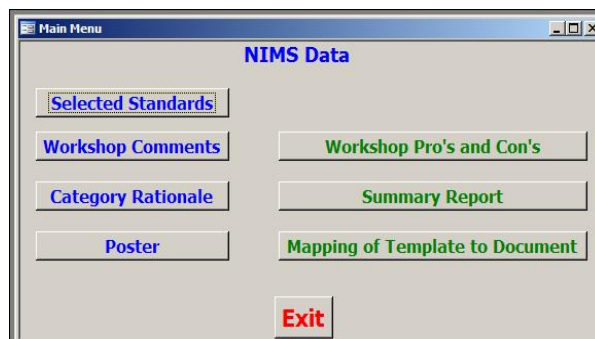 Main Menu
NIMS Data
Selected Standards
Workshop Comments
Workshop Pro's and Con's
Category Rationale
Summary Report
Poster
Mapping of Template to Document
Exit